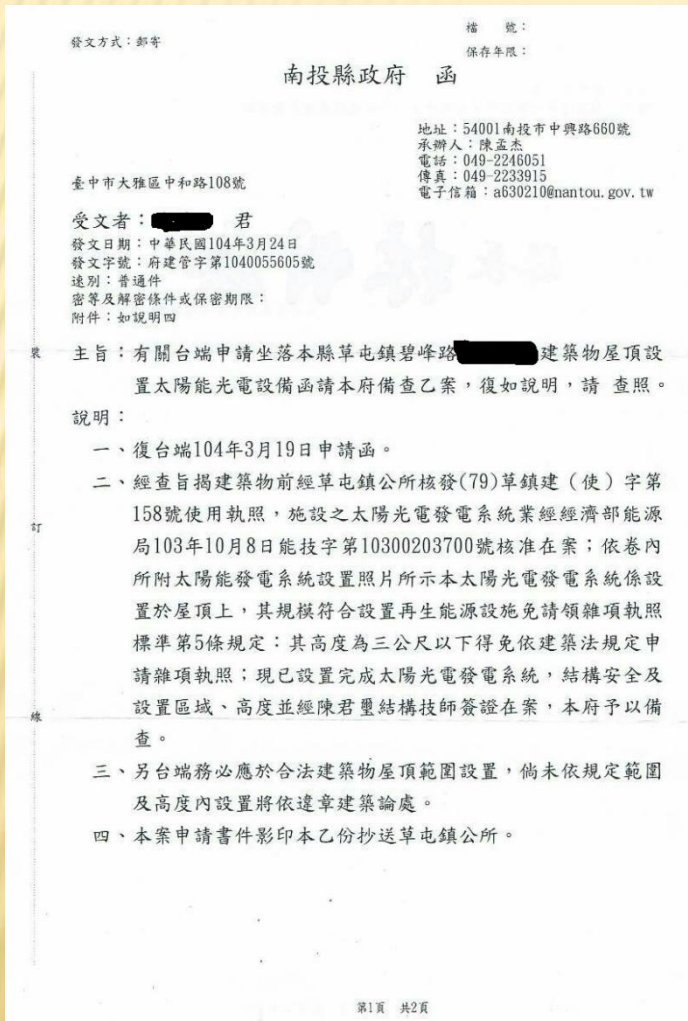 檔　　號：
發文方式：郵寄
保存年限：
南投縣政府　函
地址：54001南投市中興路660號
承辦人：陳孟杰
電話：049-2246051
傳真：049-2233915
電子信箱：a630210@nantou.gov.tw
臺中市大雅區中和路108號
受文者： 君
發文日期：中華民國104年3月24日
發文字號：府建管字第1040055605號
速別：普通件
密等及解密條件或保密期限：
附件：如說明四
主旨：有關台端申請坐落本縣草屯鎮碧峰路 建築物屋頂設
置太陽能光電設備函請本府備查乙案，復如說明，請 查照。
說明：
一、復台端104年3月19日申請函。
二、經查旨揭建築物前經草屯鎮公所核發(79)草鎮建（使）字第
158號使用執照，施設之太陽光電發電系統業經經濟部能源
局103年10月8日能技字第10300203700號核准在案；依卷內
所附太陽能發電系統設置照片所示本太陽光電發電系統係設
置於屋頂上，其規模符合設置再生能源設施免請領雜項執照
標準第5條規定：其高度為三公尺以下得免依建築法規定申
請雜項執照；現已設置完成太陽光電發電系統，結構安全及
設置區域、高度並經陳君璽結構技師簽證在案，本府予以備
查。
三、另台端務必應於合法建築物屋頂範圍設置，倘未依規定範圍
及高度內設置將依違章建築論處。
四、本案申請書件影印本乙份抄送草屯鎮公所。
裝
訂
線
第1頁　共2頁